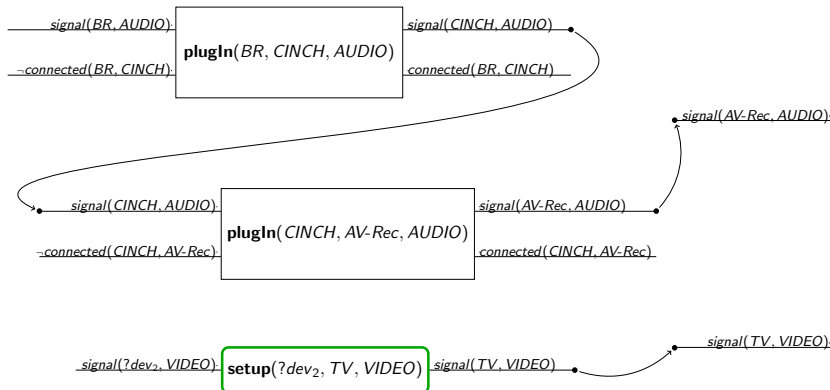 signal(BR, AUDIO) signal(CINCH, AUDIO)
plugIn(BR, CINCH, AUDIO)
¬connected(BR, CINCH) connected(BR, CINCH)
signal(AV-Rec, AUDIO)
signal(CINCH, AUDIO) signal(AV-Rec, AUDIO)
plugIn(CINCH, AV-Rec, AUDIO)
¬connected(CINCH, AV-Rec) connected(CINCH, AV-Rec)
signal(TV, VIDEO)
signal(?dev₂, VIDEO) setup(?dev₂, TV, VIDEO) signal(TV, VIDEO)